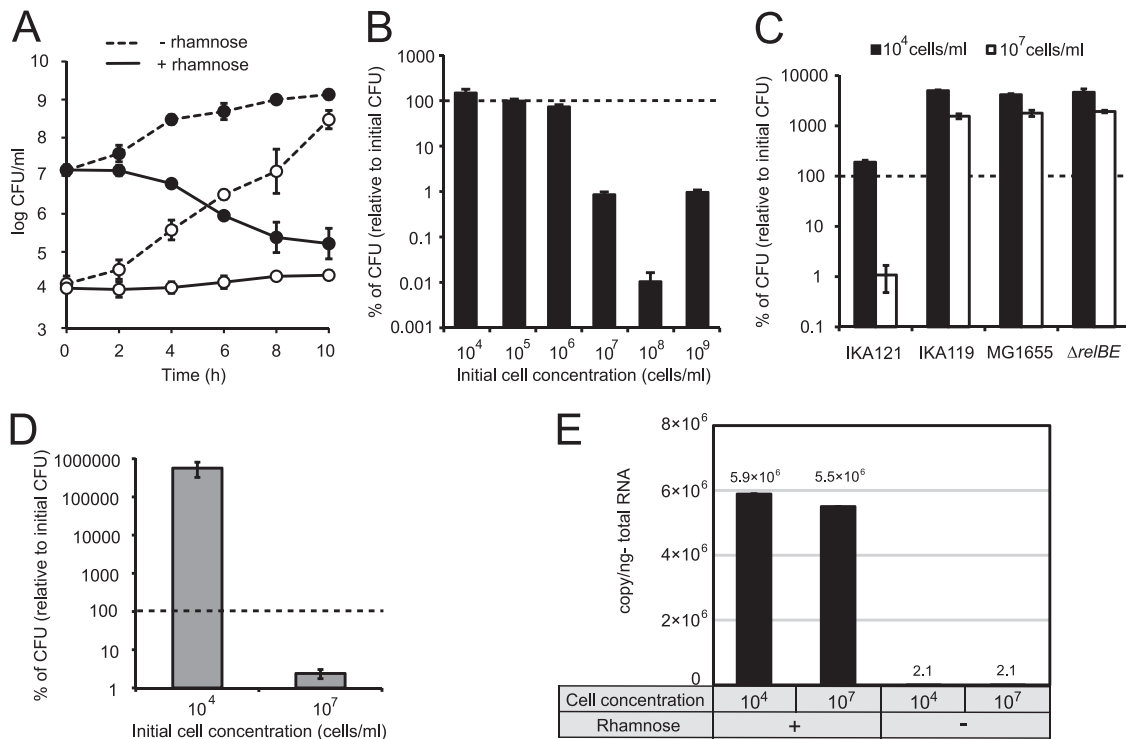 A
- rhamnose
+ rhamnose
log CFU/ml
10
9
8
7
6
5
4
3
0 2 4 6 8 10
Time (h)
B
% of CFU (relative to initial CFU)
1000
100
10
1
0.1
0.01
0.001
10⁴ 10⁵ 10⁶ 10⁷ 10⁸ 10⁹
Initial cell concentration (cells/ml)
C
10⁴cells/ml 10⁷cells/ml
% of CFU (relative to initial CFU)
10000
1000
100
10
1
0.1
IKA121 IKA119 MG1655 ΔrelBE
D
% of CFU (relative to initial CFU)
1000000
100000
10000
1000
100
10
1
10⁴ 10⁷
Initial cell concentration (cells/ml)
E
copy/ng- total RNA
8×10⁶
6×10⁶
4×10⁶
2×10⁶
0
5.9×10⁶ 5.5×10⁶
2.1 2.1
Cell concentration 10⁴ 10⁷ 10⁴ 10⁷
Rhamnose + -